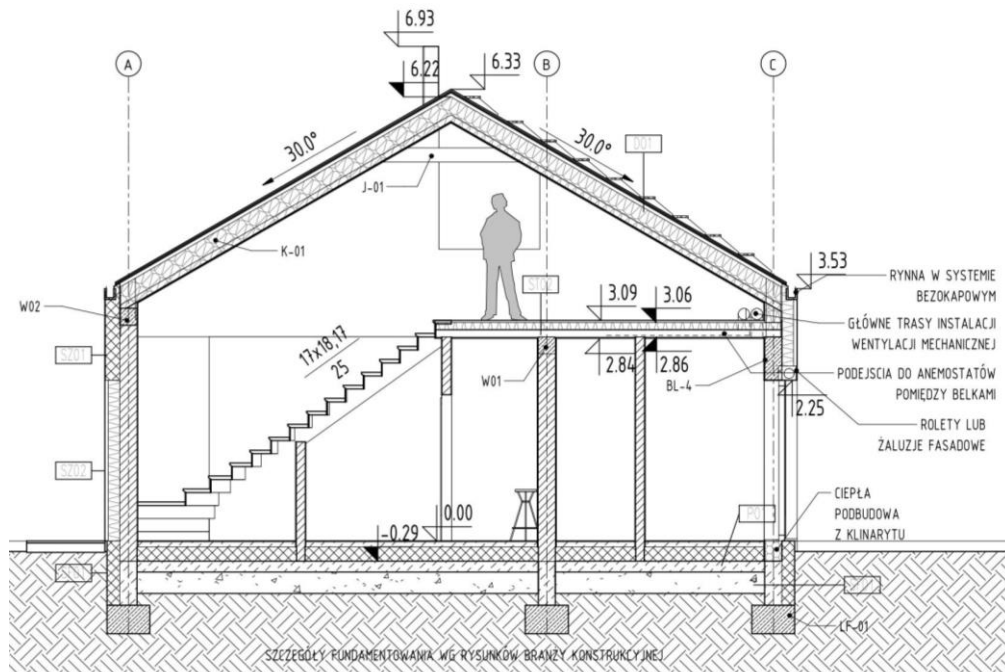 6.93
A
6.22
6.33
B
C
30.0°
30.0°
D01
J-01
K-01
3.53
RYNNA W SYSTEMIE
BEZOKAPOWYM
W02
3.09
3.06
GŁÓWNE TRASY INSTALACJI
WENTYLACJI MECHANICZNEJ
SZ01
17x18,17
25
W01
2.84
2.86
BL-4
PODEJSCIA DO ANEMOSTATÓW
POMIĘDZY BELKAMI
2.25
ROLETY LUB
ŻALUZJE FASADOWE
SZ02
CIEPŁA
PODBUDOWA
Z KLINARYTU
-0.29
0.00
P01
LF-01
SZCZEGÓŁY FUNDAMENTOWANIA WG RYSUNKÓW BRANŻY KONSTRUKCYJNEJ